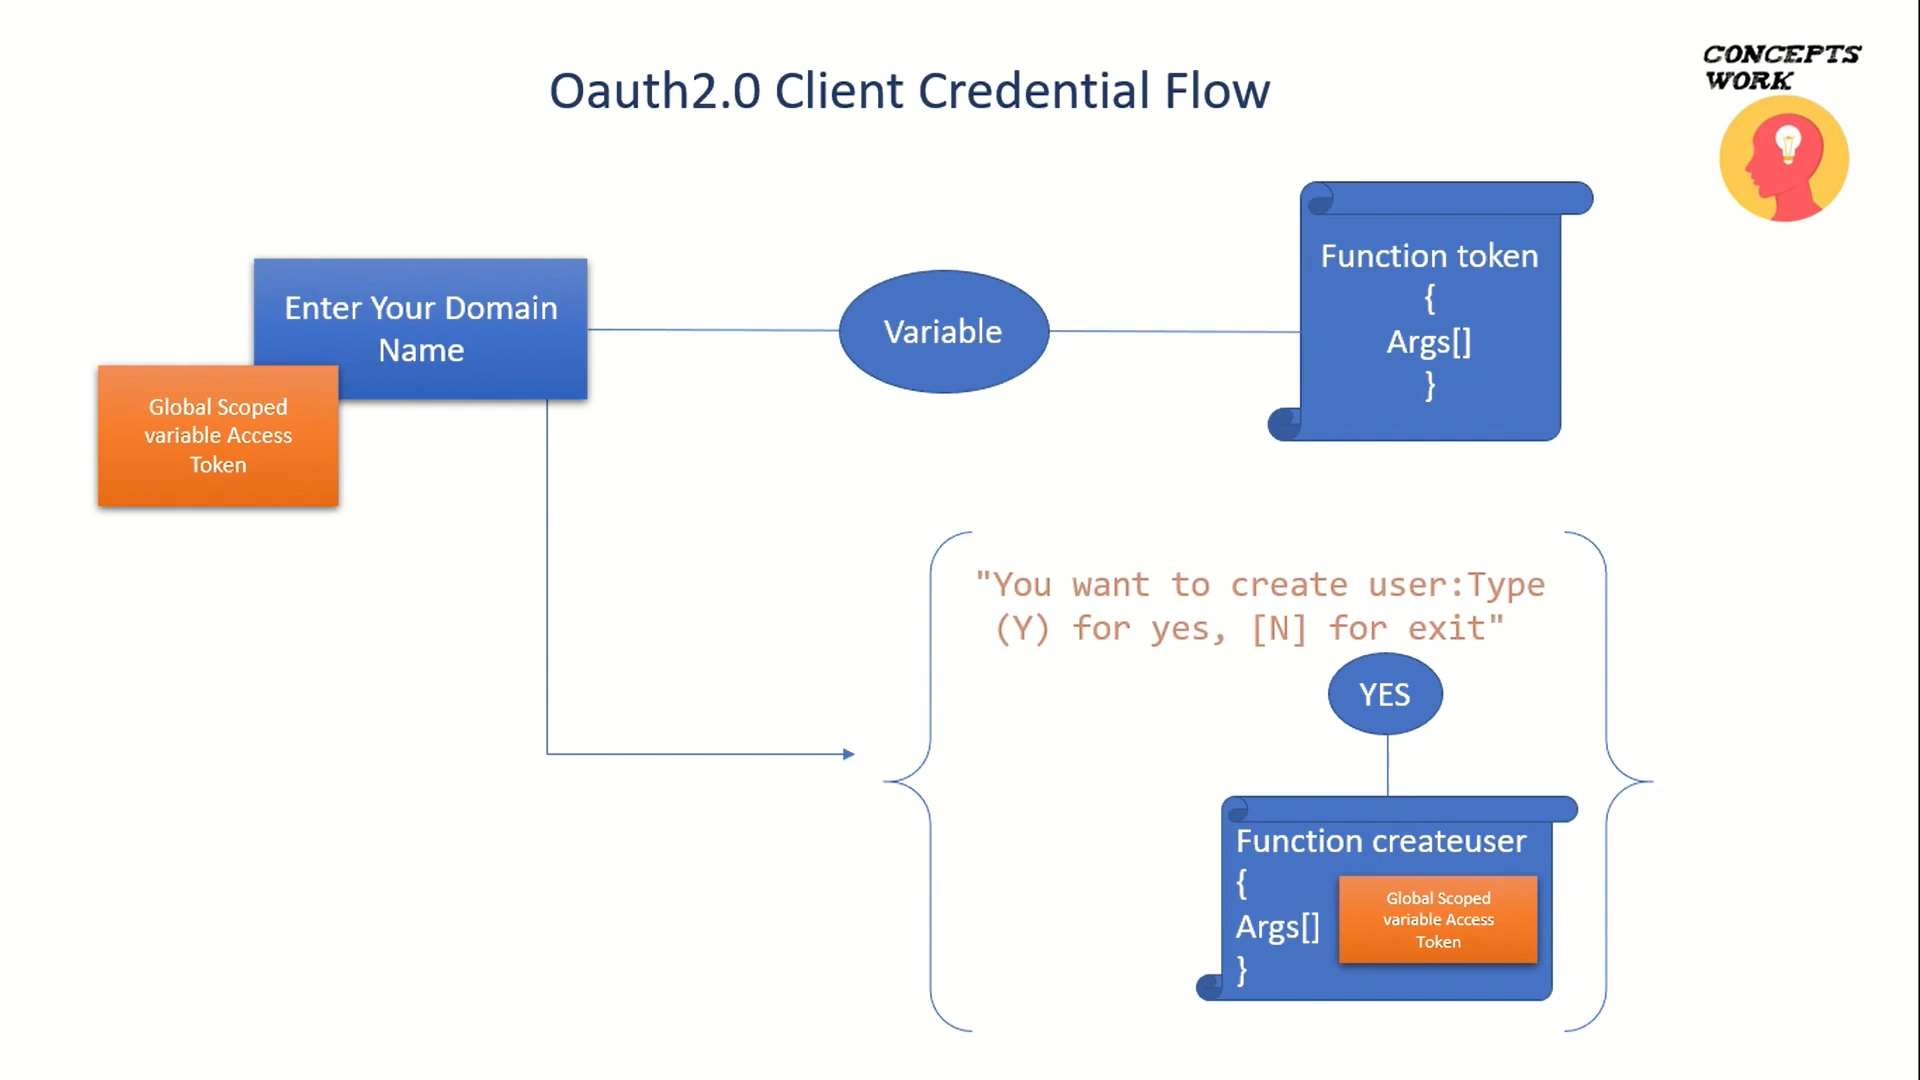 Oauth2.0 Client Credential Flow
CONCEPTS
WORK
Enter Your Domain
Name
Variable
Function token
{
Args[]
}
Global Scoped
variable Access
Token
"You want to create user:Type
(Y) for yes, [N] for exit"
YES
Function createuser
{
Args[]
}
Global Scoped
variable Access
Token